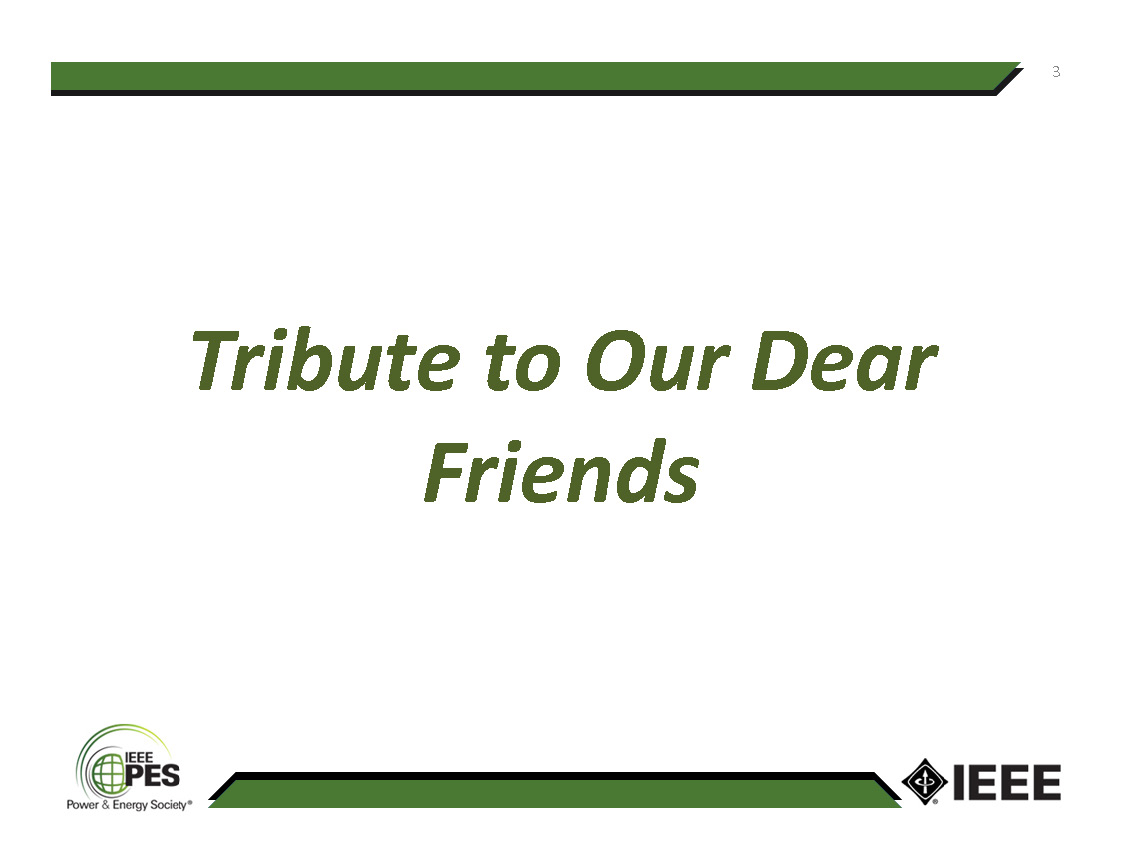 3
Tribute to Our Dear
Friends
IEEE
PES
Power & Energy Society®
IEEE